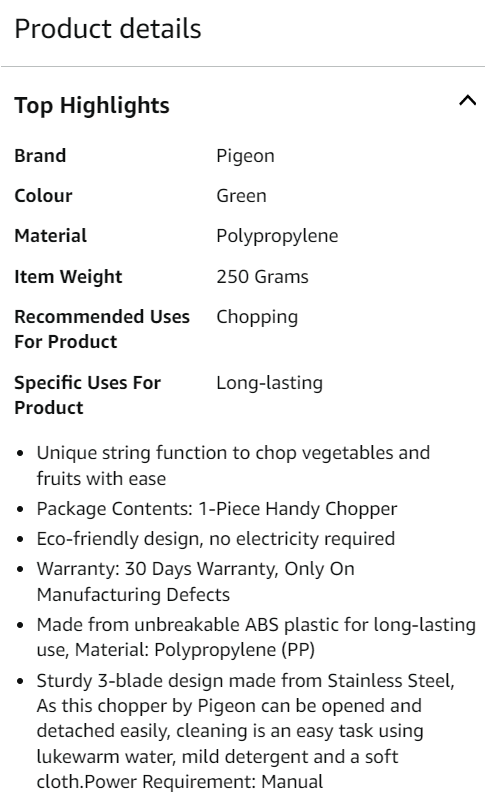 Product details
Top Highlights
Brand Pigeon
Colour Green
Material Polypropylene
Item Weight 250 Grams
Recommended Uses Chopping
For Product
Specific Uses For Long-lasting
Product
• Unique string function to chop vegetables and
fruits with ease
• Package Contents: 1-Piece Handy Chopper
• Eco-friendly design, no electricity required
• Warranty: 30 Days Warranty, Only On
Manufacturing Defects
• Made from unbreakable ABS plastic for long-lasting
use, Material: Polypropylene (PP)
• Sturdy 3-blade design made from Stainless Steel,
As this chopper by Pigeon can be opened and
detached easily, cleaning is an easy task using
lukewarm water, mild detergent and a soft
cloth.Power Requirement: Manual